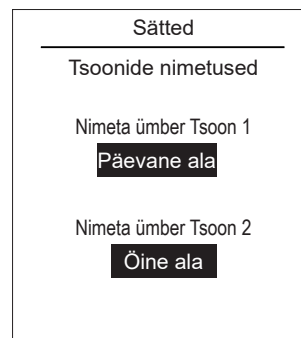 Sätted
Tsoonide nimetused
Nimeta ümber Tsoon 1
Päevane ala
Nimeta ümber Tsoon 2
Öine ala